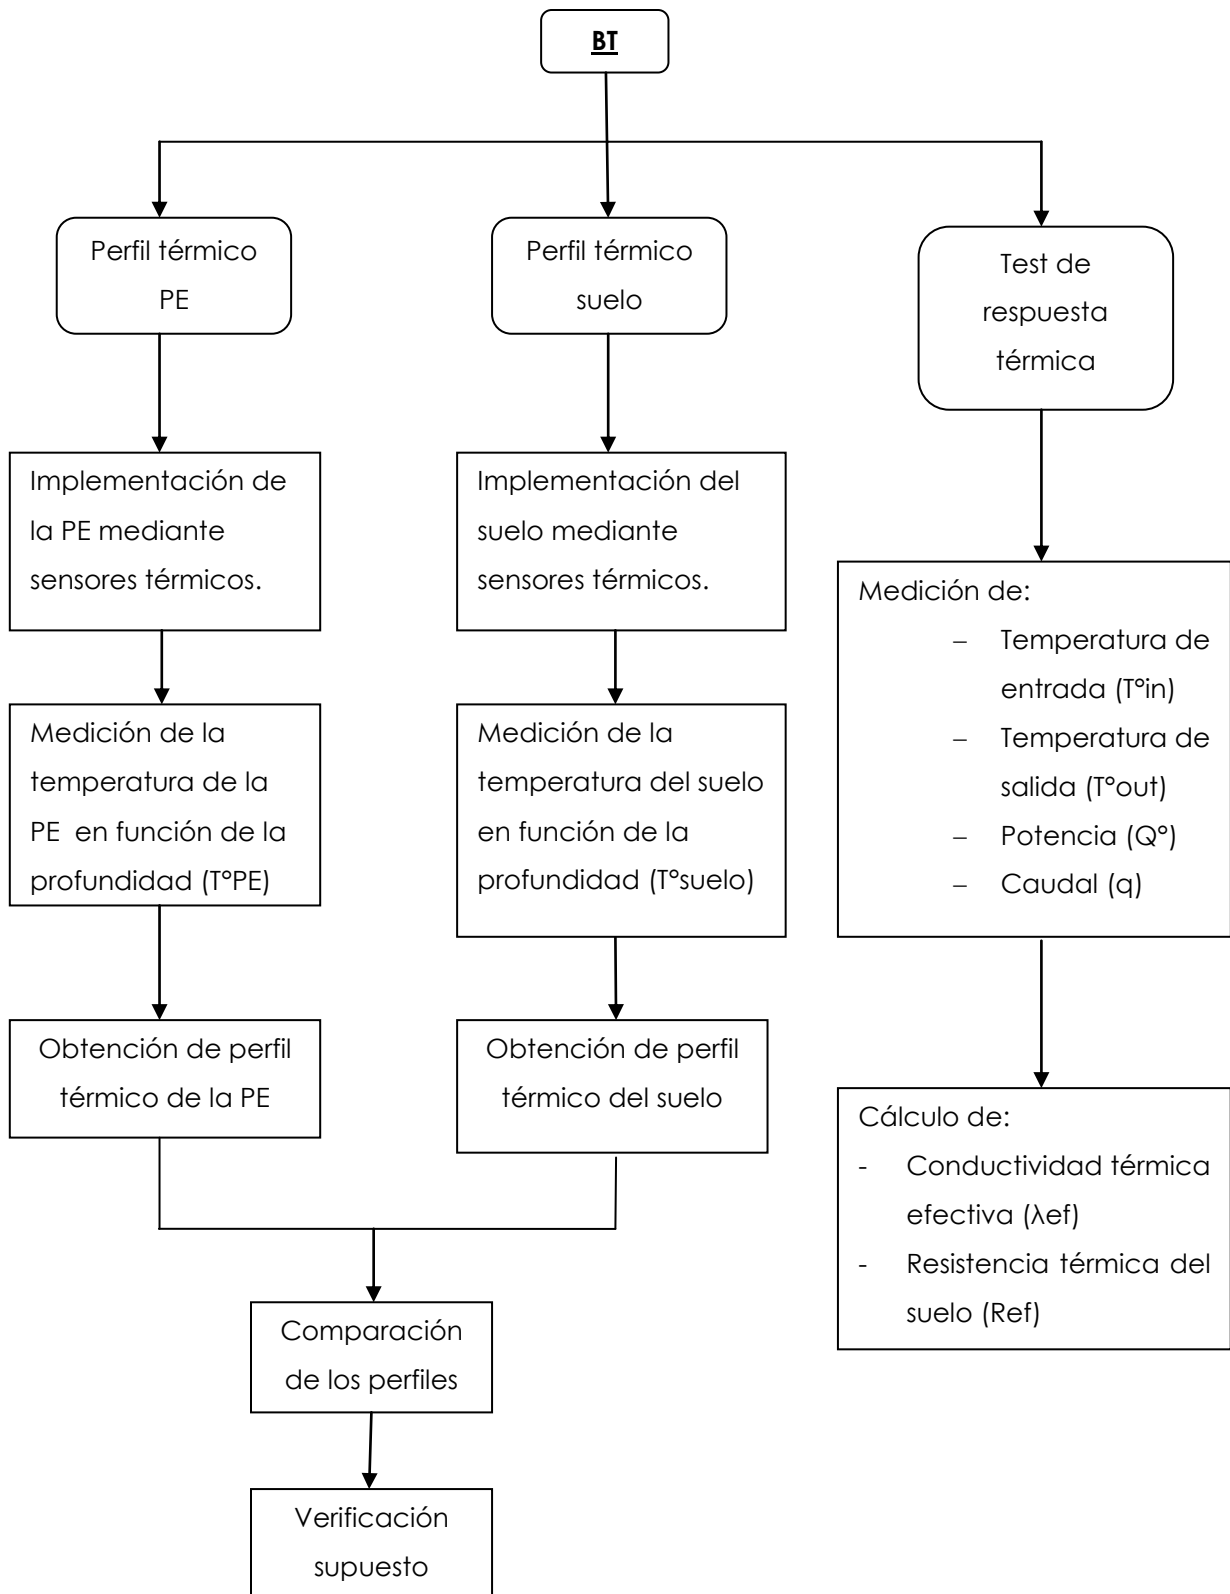 BT
Perfil térmico
PE
Perfil térmico
suelo
Test de
respuesta
térmica
Implementación de
la PE mediante
sensores térmicos.
Implementación del
suelo mediante
sensores térmicos.
Medición de:
– Temperatura de
entrada (T°in)
– Temperatura de
salida (T°out)
– Potencia (Q°)
– Caudal (q)
Medición de la
temperatura de la
PE en función de la
profundidad (T°PE)
Medición de la
temperatura del suelo
en función de la
profundidad (T°suelo)
Obtención de perfil
térmico de la PE
Obtención de perfil
térmico del suelo
Cálculo de:
- Conductividad térmica
efectiva (λef)
- Resistencia térmica del
suelo (Ref)
Comparación
de los perfiles
Verificación
supuesto